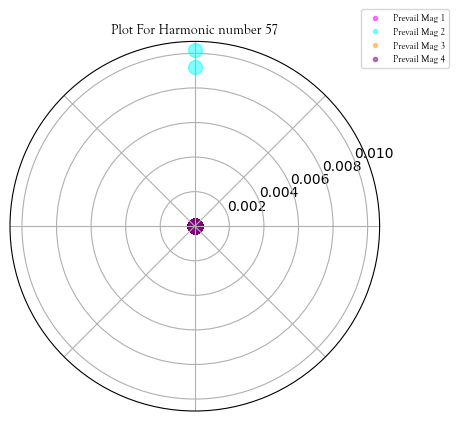 Plot For Harmonic number 57
Prevail Mag 1
Prevail Mag 2
Prevail Mag 3
Prevail Mag 4
0.010
0.008
0.006
0.004
0.002